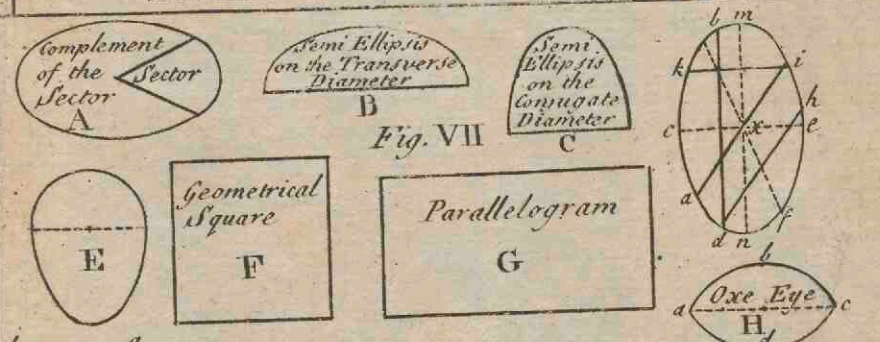 Complement
of the
Sector
Sector
A
Semi Ellipsis
on the Transverse
Diameter
B
Semi
Ellipsis
on the
Conjugate
Diameter
C
Fig. VII
b m
k i
h
c x e
a
f
d n
E
Geometrical
Square
F
Parallelogram
G
b
a Oxe Eye c
H
d